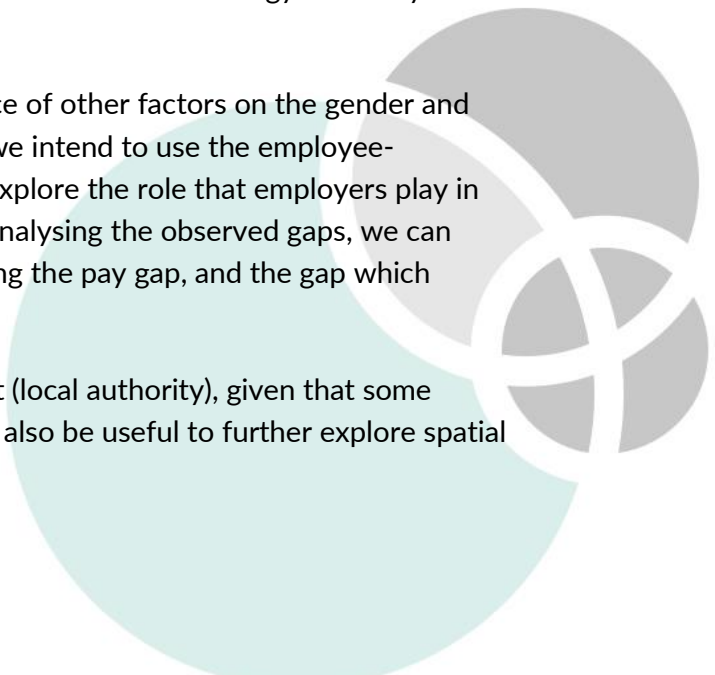 ce of other factors on the gender and
we intend to use the employee-
explore the role that employers play in
nalysing the observed gaps, we can
ng the pay gap, and the gap which
t (local authority), given that some
also be useful to further explore spatial